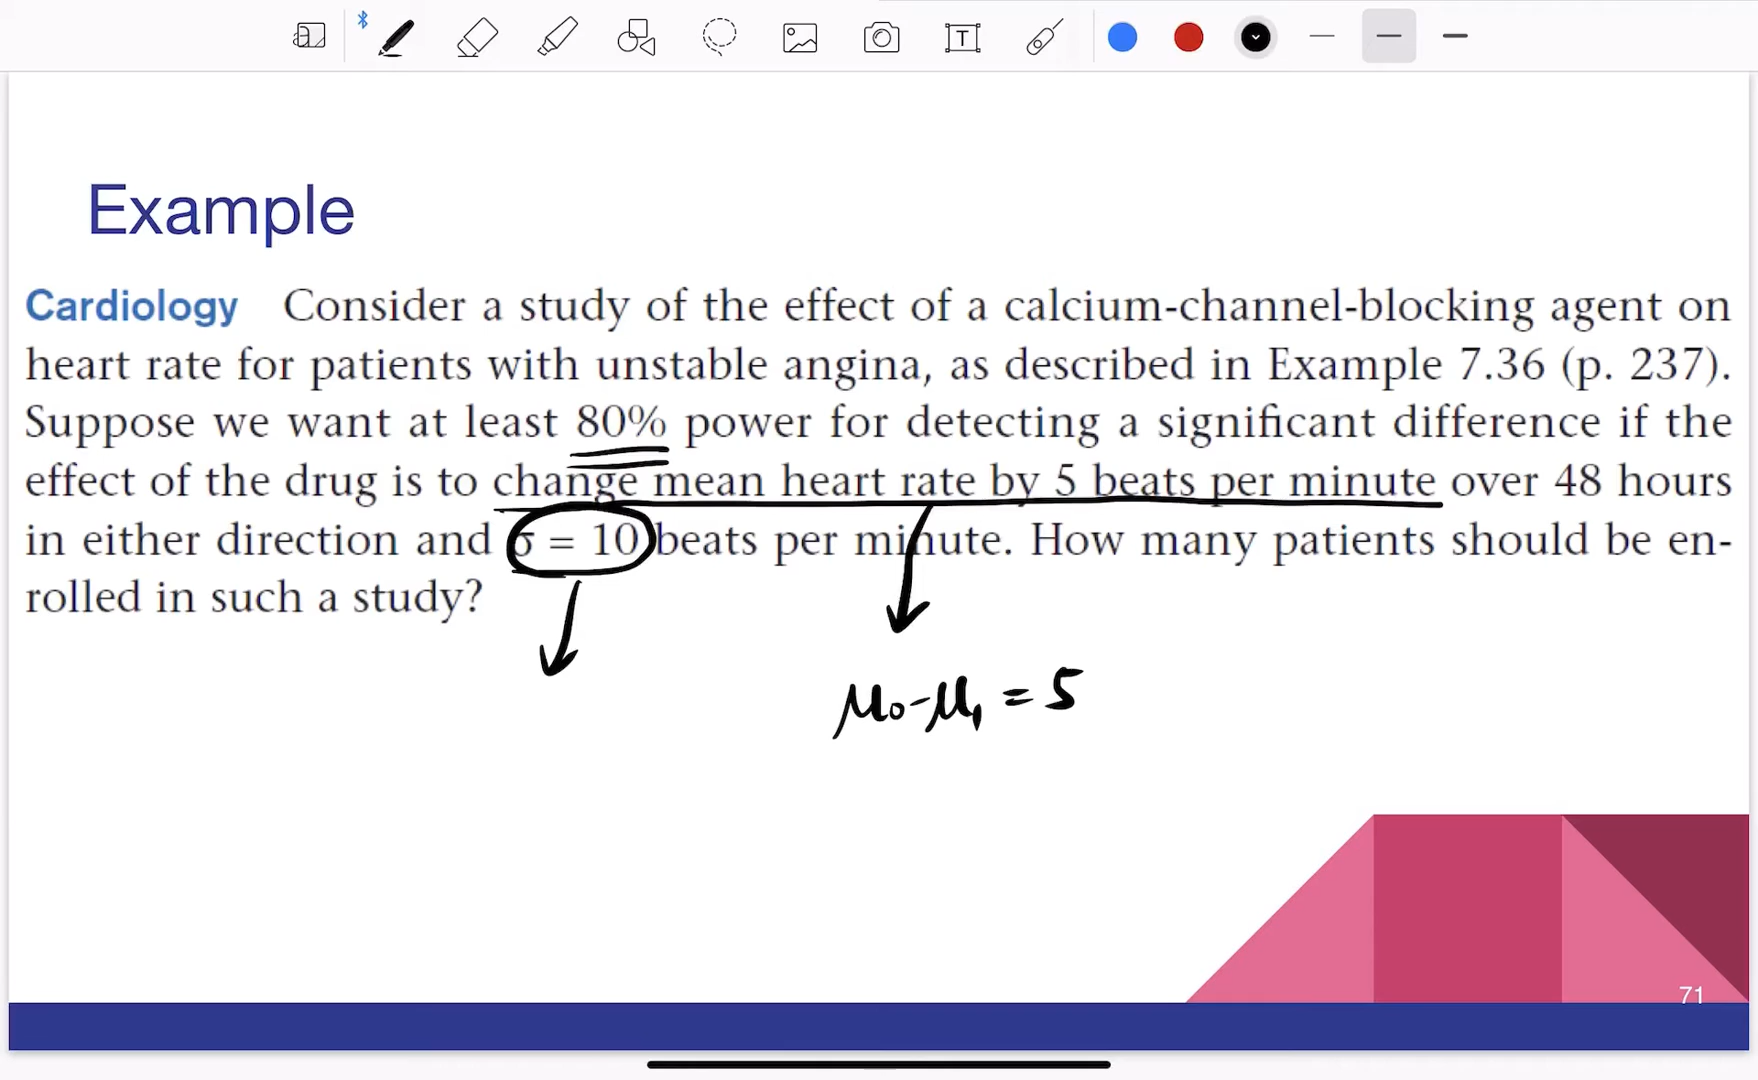 Example
Cardiology Consider a study of the effect of a calcium-channel-blocking agent on
heart rate for patients with unstable angina, as described in Example 7.36 (p. 237).
Suppose we want at least 80% power for detecting a significant difference if the
effect of the drug is to change mean heart rate by 5 beats per minute over 48 hours
in either direction and σ = 10 beats per minute. How many patients should be en-
rolled in such a study?
μ₀-μ₁ = 5
71